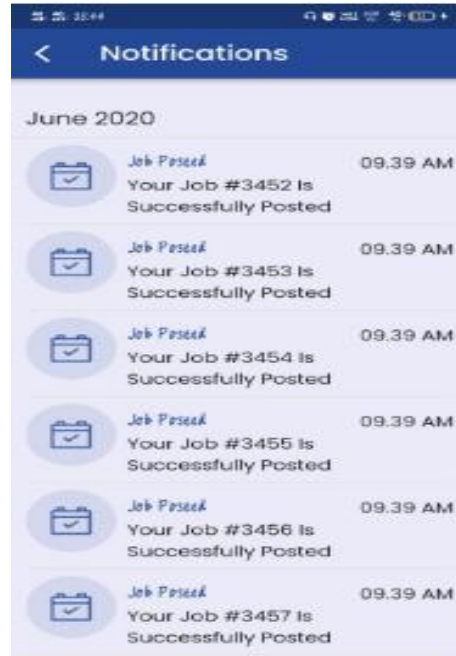 Notifications
June 2020
Job Posted
09.39 AM
Your Job #3452 Is
Successfully Posted
Job Posted
09.39 AM
Your Job #3453 Is
Successfully Posted
Job Posted
09.39 AM
Your Job #3454 Is
Successfully Posted
Job Posted
09.39 AM
Your Job #3455 Is
Successfully Posted
Job Posted
09.39 AM
Your Job #3456 Is
Successfully Posted
Job Posted
09.39 AM
Your Job #3457 Is
Successfully Posted